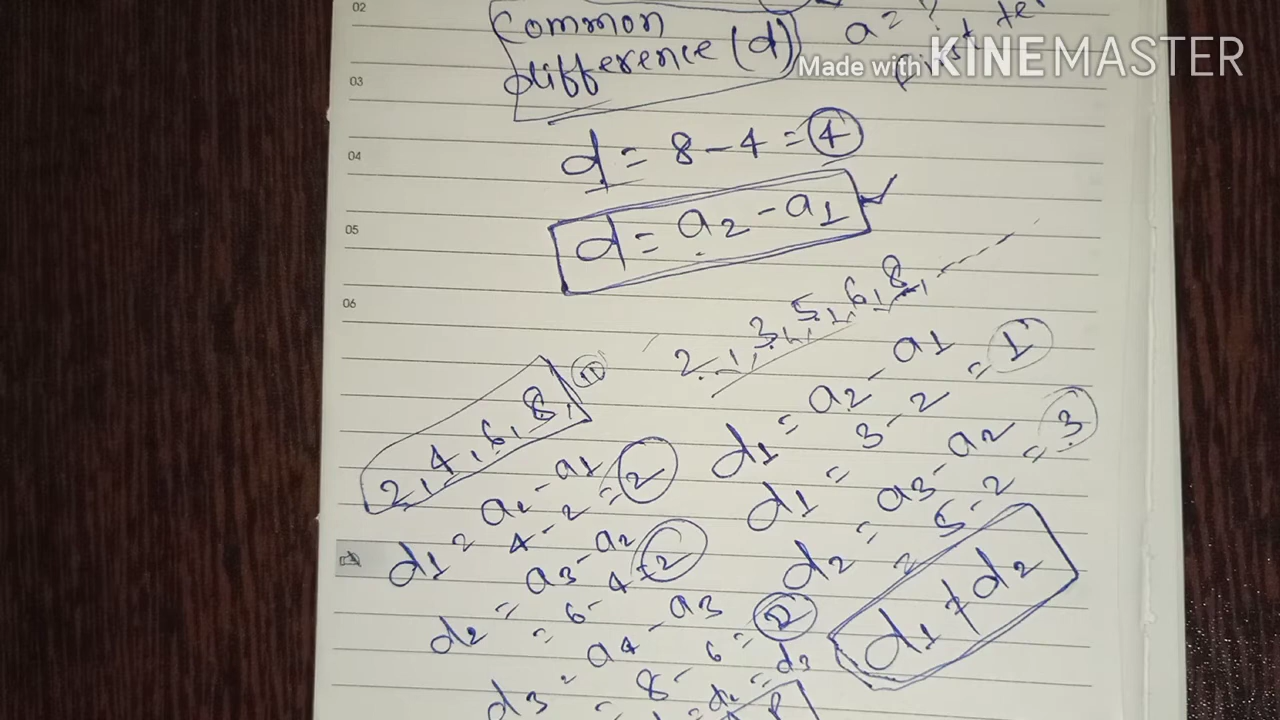 02
Common
difference (d)
a = ?
Made with KINEMASTER
03
d = 8 - 4 = 4
04
d = a2 - a1
05
2, 3, 5, 6, 8,
06
2, 4, 6, 8,
d1 = a2 - a1
d1 = 3 - 2 = 1
d2 = a3 - a2
= 5 - 2 = 3
d1 ≠ d2
d1 = a2 - a1
4 - 2 = 2
d2 = a3 - a2
= 6 - 4 = 2
d3 = a4 - a3
= 8 - 6 = 2